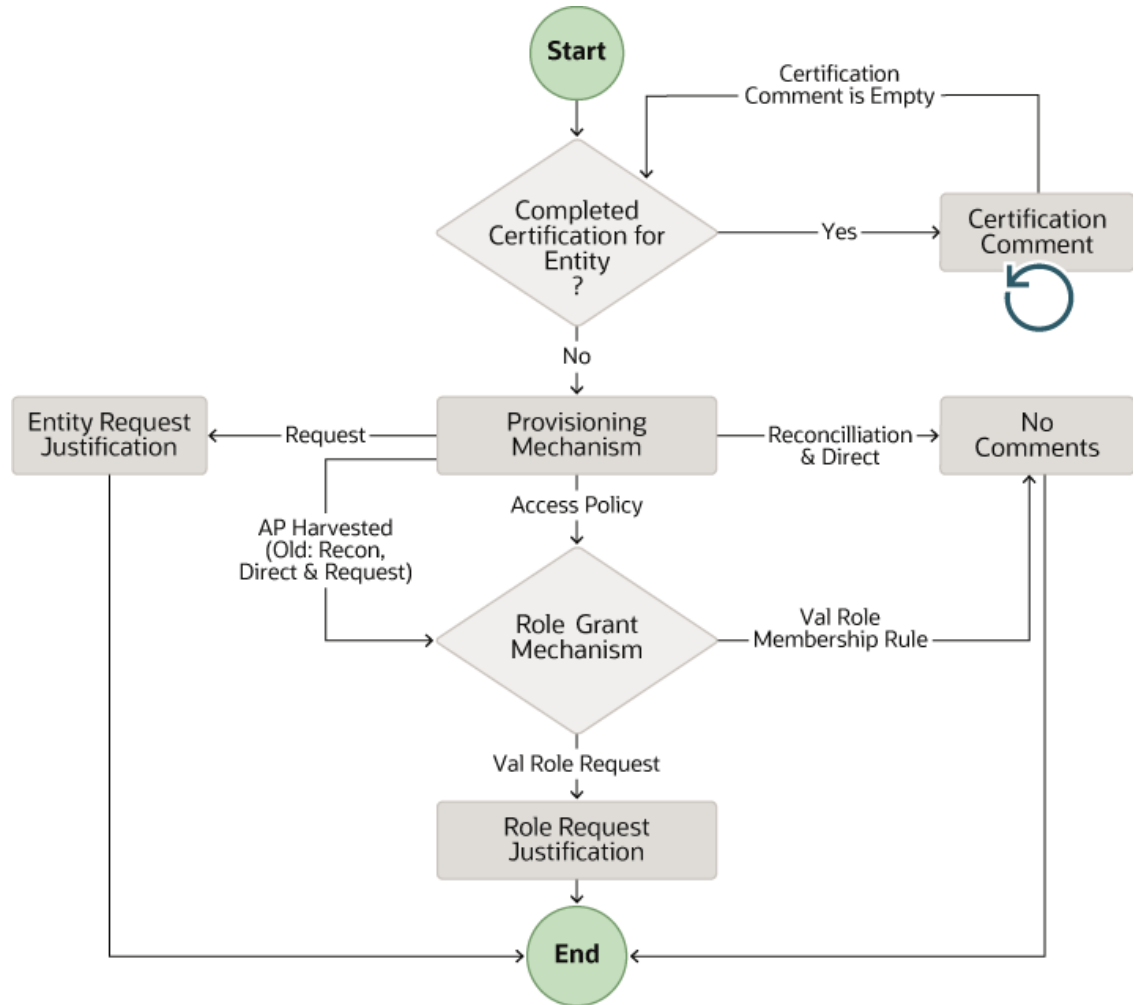 Start
Certification
Comment is Empty
Completed
Certification for
Entity
?
Yes
Certification
Comment
No
Entity Request
Justification
Request
Provisioning
Mechanism
Reconcilliation
& Direct
No
Comments
Access Policy
AP Harvested
(Old: Recon,
Direct & Request)
Role Grant
Mechanism
Val Role
Membership Rule
Val Role Request
Role Request
Justification
End